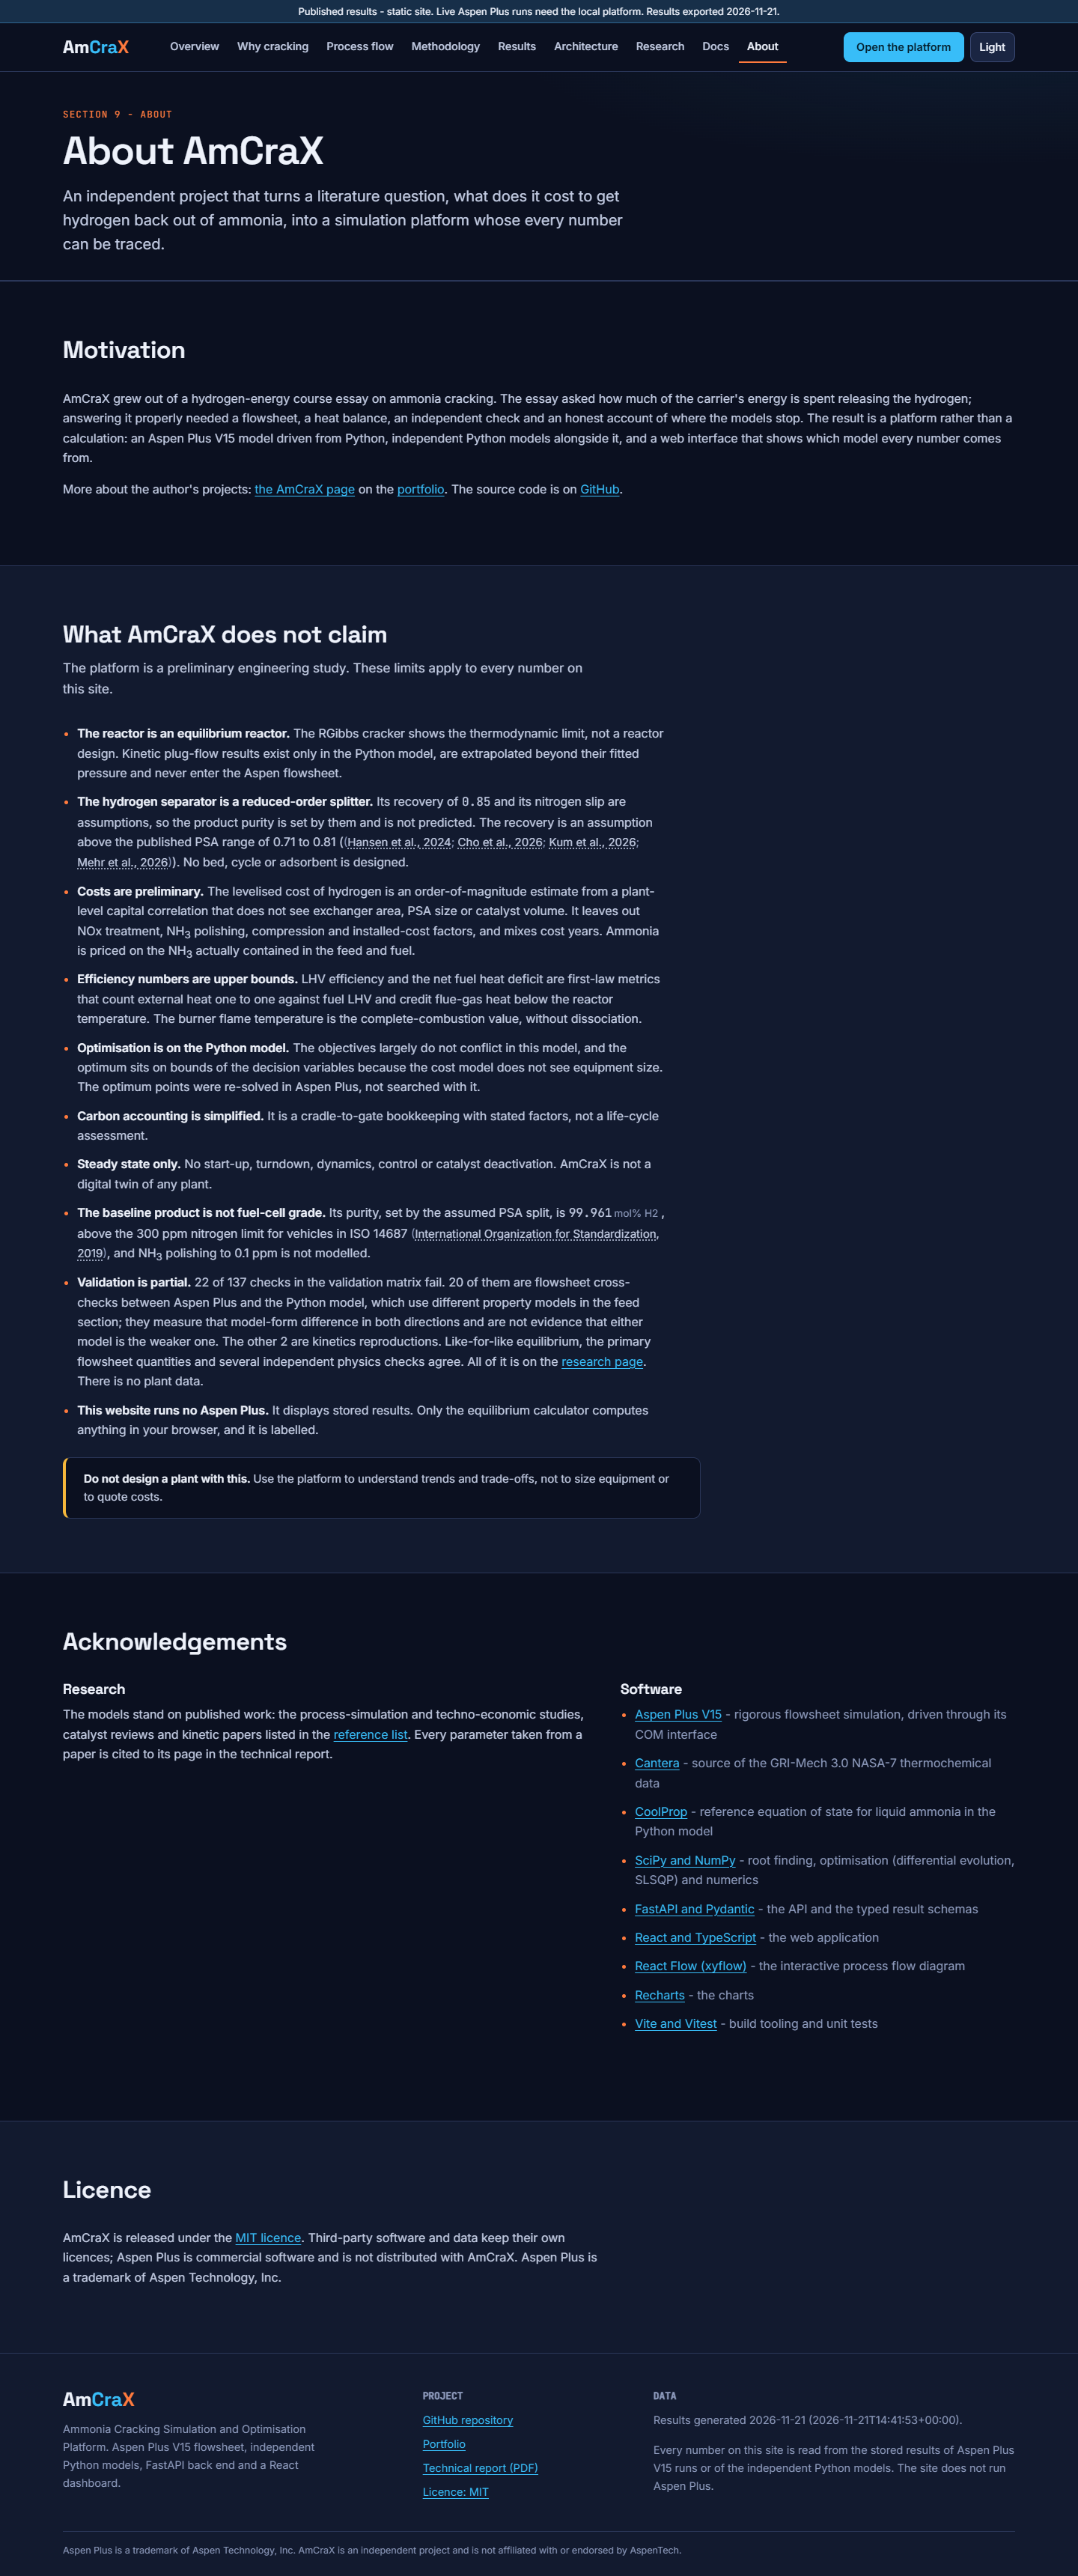 Published results - static site. Live Aspen Plus runs need the local platform. Results exported 2026-11-21.
AmCraX Overview Why cracking Process flow Methodology Results Architecture Research Docs About Open the platform Light
SECTION 9 - ABOUT
About AmCraX
An independent project that turns a literature question, what does it cost to get
hydrogen back out of ammonia, into a simulation platform whose every number
can be traced.
Motivation
AmCraX grew out of a hydrogen-energy course essay on ammonia cracking. The essay asked how much of the carrier's energy is spent releasing the hydrogen;
answering it properly needed a flowsheet, a heat balance, an independent check and an honest account of where the models stop. The result is a platform rather than a
calculation: an Aspen Plus V15 model driven from Python, independent Python models alongside it, and a web interface that shows which model every number comes
from.
More about the author's projects: the AmCraX page on the portfolio. The source code is on GitHub.
What AmCraX does not claim
The platform is a preliminary engineering study. These limits apply to every number on
this site.
• The reactor is an equilibrium reactor. The RGibbs cracker shows the thermodynamic limit, not a reactor
design. Kinetic plug-flow results exist only in the Python model, are extrapolated beyond their fitted
pressure and never enter the Aspen flowsheet.
• The hydrogen separator is a reduced-order splitter. Its recovery of 0.85 and its nitrogen slip are
assumptions, so the product purity is set by them and is not predicted. The recovery is an assumption
above the published PSA range of 0.71 to 0.81 ((Hansen et al., 2024; Cho et al., 2026; Kum et al., 2026;
Mehr et al., 2026)). No bed, cycle or adsorbent is designed.
• Costs are preliminary. The levelised cost of hydrogen is an order-of-magnitude estimate from a plant-
level capital correlation that does not see exchanger area, PSA size or catalyst volume. It leaves out
NOx treatment, NH3 polishing, compression and installed-cost factors, and mixes cost years. Ammonia
is priced on the NH3 actually contained in the feed and fuel.
• Efficiency numbers are upper bounds. LHV efficiency and the net fuel heat deficit are first-law metrics
that count external heat one to one against fuel LHV and credit flue-gas heat below the reactor
temperature. The burner flame temperature is the complete-combustion value, without dissociation.
• Optimisation is on the Python model. The objectives largely do not conflict in this model, and the
optimum sits on bounds of the decision variables because the cost model does not see equipment size.
The optimum points were re-solved in Aspen Plus, not searched with it.
• Carbon accounting is simplified. It is a cradle-to-gate bookkeeping with stated factors, not a life-cycle
assessment.
• Steady state only. No start-up, turndown, dynamics, control or catalyst deactivation. AmCraX is not a
digital twin of any plant.
• The baseline product is not fuel-cell grade. Its purity, set by the assumed PSA split, is 99.961 mol% H2 ,
above the 300 ppm nitrogen limit for vehicles in ISO 14687 (International Organization for Standardization,
2019), and NH3 polishing to 0.1 ppm is not modelled.
• Validation is partial. 22 of 137 checks in the validation matrix fail. 20 of them are flowsheet cross-
checks between Aspen Plus and the Python model, which use different property models in the feed
section; they measure that model-form difference in both directions and are not evidence that either
model is the weaker one. The other 2 are kinetics reproductions. Like-for-like equilibrium, the primary
flowsheet quantities and several independent physics checks agree. All of it is on the research page.
There is no plant data.
• This website runs no Aspen Plus. It displays stored results. Only the equilibrium calculator computes
anything in your browser, and it is labelled.
Do not design a plant with this. Use the platform to understand trends and trade-offs, not to size equipment or
to quote costs.
Acknowledgements
Research
The models stand on published work: the process-simulation and techno-economic studies,
catalyst reviews and kinetic papers listed in the reference list. Every parameter taken from a
paper is cited to its page in the technical report.
Software
• Aspen Plus V15 - rigorous flowsheet simulation, driven through its
COM interface
• Cantera - source of the GRI-Mech 3.0 NASA-7 thermochemical
data
• CoolProp - reference equation of state for liquid ammonia in the
Python model
• SciPy and NumPy - root finding, optimisation (differential evolution,
SLSQP) and numerics
• FastAPI and Pydantic - the API and the typed result schemas
• React and TypeScript - the web application
• React Flow (xyflow) - the interactive process flow diagram
• Recharts - the charts
• Vite and Vitest - build tooling and unit tests
Licence
AmCraX is released under the MIT licence. Third-party software and data keep their own
licences; Aspen Plus is commercial software and is not distributed with AmCraX. Aspen Plus is
a trademark of Aspen Technology, Inc.
AmCraX
Ammonia Cracking Simulation and Optimisation
Platform. Aspen Plus V15 flowsheet, independent
Python models, FastAPI back end and a React
dashboard.
PROJECT
GitHub repository
Portfolio
Technical report (PDF)
Licence: MIT
DATA
Results generated 2026-11-21 (2026-11-21T14:41:53+00:00).
Every number on this site is read from the stored results of Aspen Plus
V15 runs or of the independent Python models. The site does not run
Aspen Plus.
Aspen Plus is a trademark of Aspen Technology, Inc. AmCraX is an independent project and is not affiliated with or endorsed by AspenTech.